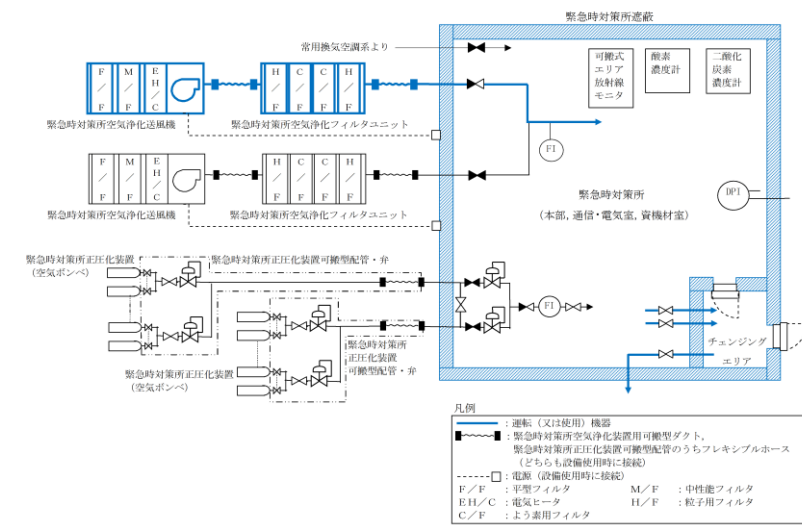 緊急時対策所遮蔽
常用換気空調系より
可搬式
エリア
放射線
モニタ
酸素
濃度計
二酸化
炭素
濃度計
F/F
M/F
EH/C
H/F
C/F
C/F
H/F
緊急時対策所空気浄化送風機
緊急時対策所空気浄化フィルタユニット
FI
F/F
M/F
EH/C
H/F
C/F
C/F
H/F
緊急時対策所空気浄化送風機
緊急時対策所空気浄化フィルタユニット
DPI
緊急時対策所
(本部, 通信・電気室, 資機材室)
緊急時対策所正圧化装置
(空気ボンベ)
緊急時対策所正圧化装置可搬型配管・弁
FI
緊急時対策所
正圧化装置
可搬型配管・弁
緊急時対策所正圧化装置
(空気ボンベ)
チェンジング
エリア
凡例
:運転(又は使用)機器
:緊急時対策所空気浄化装置用可搬型ダクト,
緊急時対策所正圧化装置可搬型配管のうちフレキシブルホース
(どちらも設備使用時に接続)
:電源(設備使用時に接続)
F/F :平型フィルタ M/F :中性能フィルタ
EH/C :電気ヒータ H/F :粒子用フィルタ
C/F :よう素用フィルタ